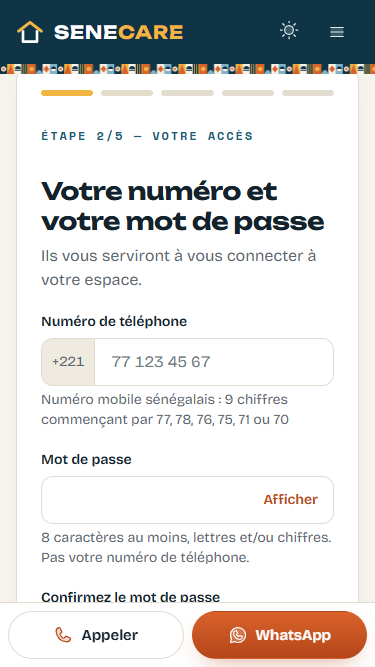 SENECARE
ÉTAPE 2/5 — VOTRE ACCÈS
Votre numéro et
votre mot de passe
Ils vous serviront à vous connecter à
votre espace.
Numéro de téléphone
+221 77 123 45 67
Numéro mobile sénégalais : 9 chiffres
commençant par 77, 78, 76, 75, 71 ou 70
Mot de passe
Afficher
8 caractères au moins, lettres et/ou chiffres.
Pas votre numéro de téléphone.
Confirmez le mot de passe
Appeler WhatsApp